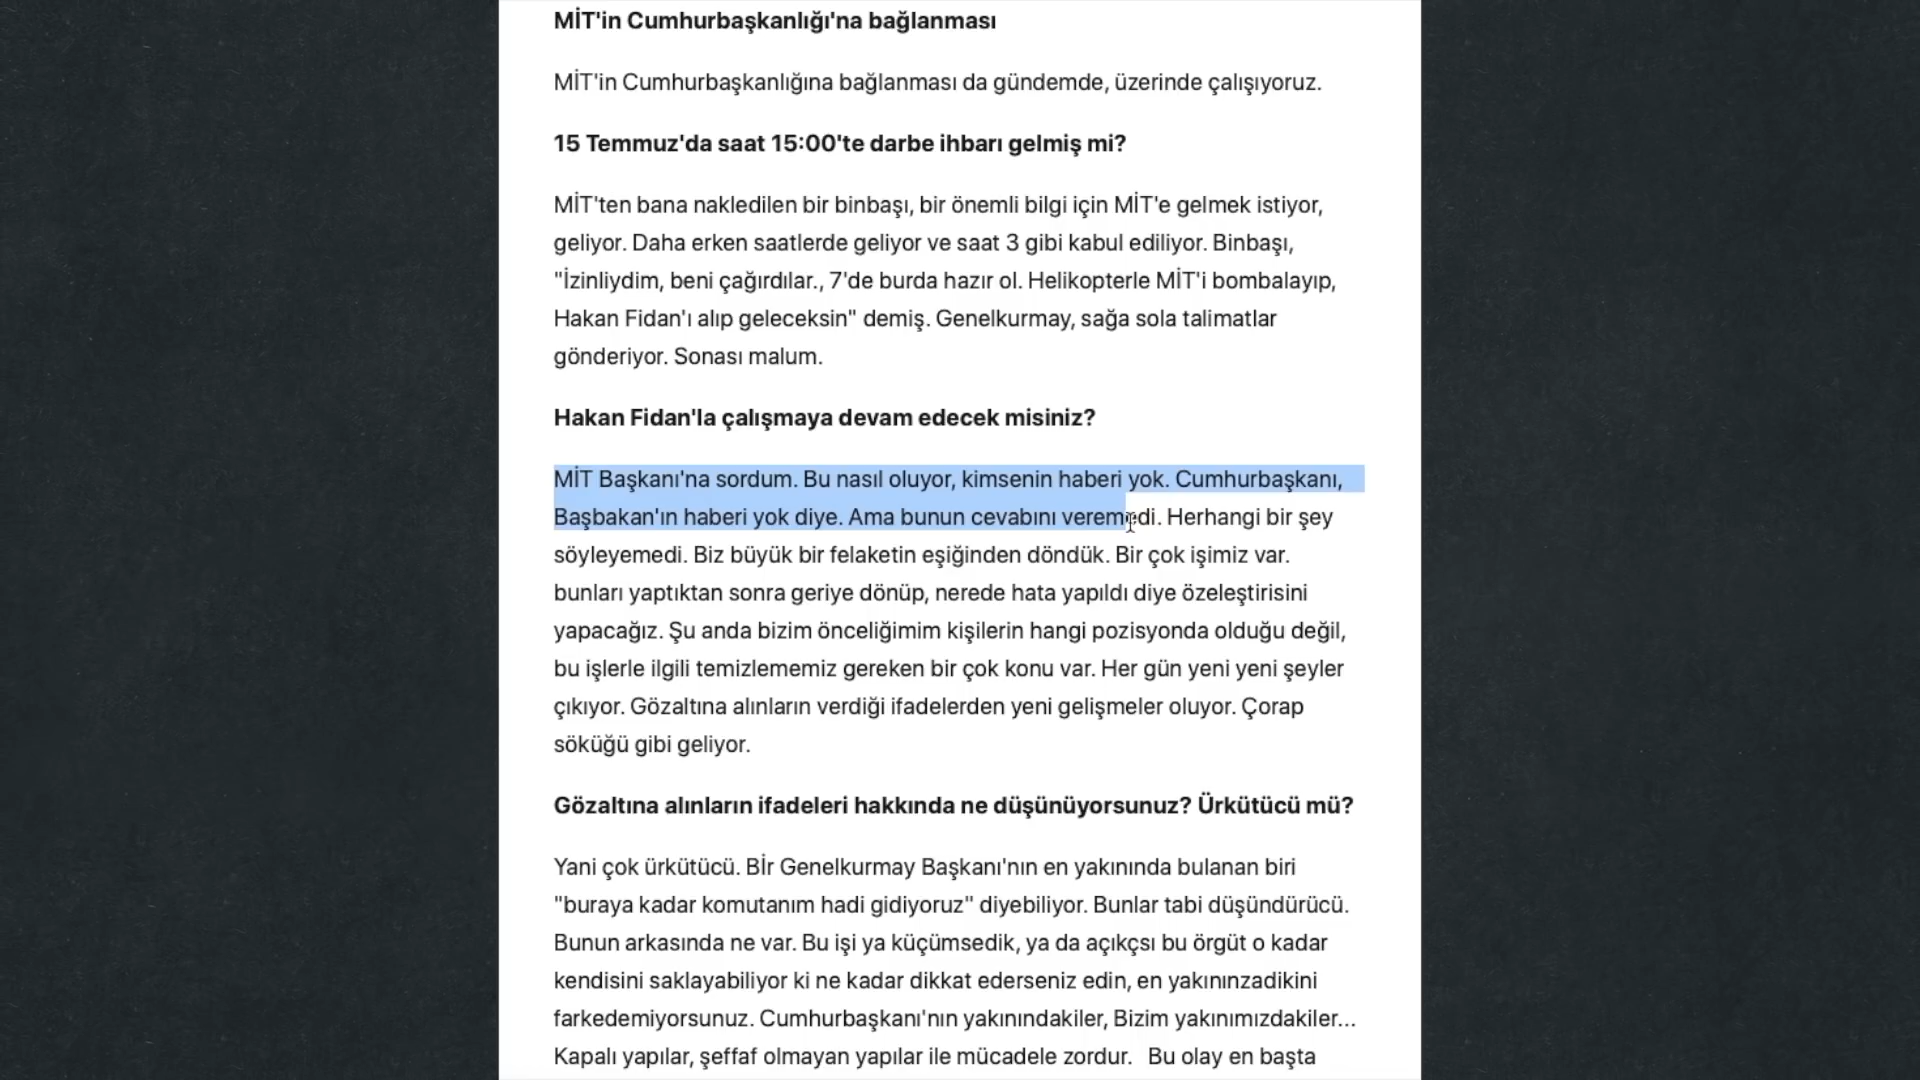 MİT'in Cumhurbaşkanlığı'na bağlanması
MİT'in Cumhurbaşkanlığına bağlanması da gündemde, üzerinde çalışıyoruz.
15 Temmuz'da saat 15:00'te darbe ihbarı gelmiş mi?
MİT'ten bana nakledilen bir binbaşı, bir önemli bilgi için MİT'e gelmek istiyor,
geliyor. Daha erken saatlerde geliyor ve saat 3 gibi kabul ediliyor. Binbaşı,
"İzinliydim, beni çağırdılar., 7'de burda hazır ol. Helikopterle MİT'i bombalayıp,
Hakan Fidan'ı alıp geleceksin" demiş. Genelkurmay, sağa sola talimatlar
gönderiyor. Sonası malum.
Hakan Fidan'la çalışmaya devam edecek misiniz?
MİT Başkanı'na sordum. Bu nasıl oluyor, kimsenin haberi yok. Cumhurbaşkanı,
Başbakan'ın haberi yok diye. Ama bunun cevabını veremedi. Herhangi bir şey
söyleyemedi. Biz büyük bir felaketin eşiğinden döndük. Bir çok işimiz var.
bunları yaptıktan sonra geriye dönüp, nerede hata yapıldı diye özeleştirisini
yapacağız. Şu anda bizim önceliğimim kişilerin hangi pozisyonda olduğu değil,
bu işlerle ilgili temizlememiz gereken bir çok konu var. Her gün yeni yeni şeyler
çıkıyor. Gözaltına alınların verdiği ifadelerden yeni gelişmeler oluyor. Çorap
söküğü gibi geliyor.
Gözaltına alınların ifadeleri hakkında ne düşünüyorsunuz? Ürkütücü mü?
Yani çok ürkütücü. Bİr Genelkurmay Başkanı'nın en yakınında bulanan biri
"buraya kadar komutanım hadi gidiyoruz" diyebiliyor. Bunlar tabi düşündürücü.
Bunun arkasında ne var. Bu işi ya küçümsedik, ya da açıkçsı bu örgüt o kadar
kendisini saklayabiliyor ki ne kadar dikkat ederseniz edin, en yakınınzadikini
farkedemiyorsunuz. Cumhurbaşkanı'nın yakınındakiler, Bizim yakınımızdakiler...
Kapalı yapılar, şeffaf olmayan yapılar ile mücadele zordur.   Bu olay en başta